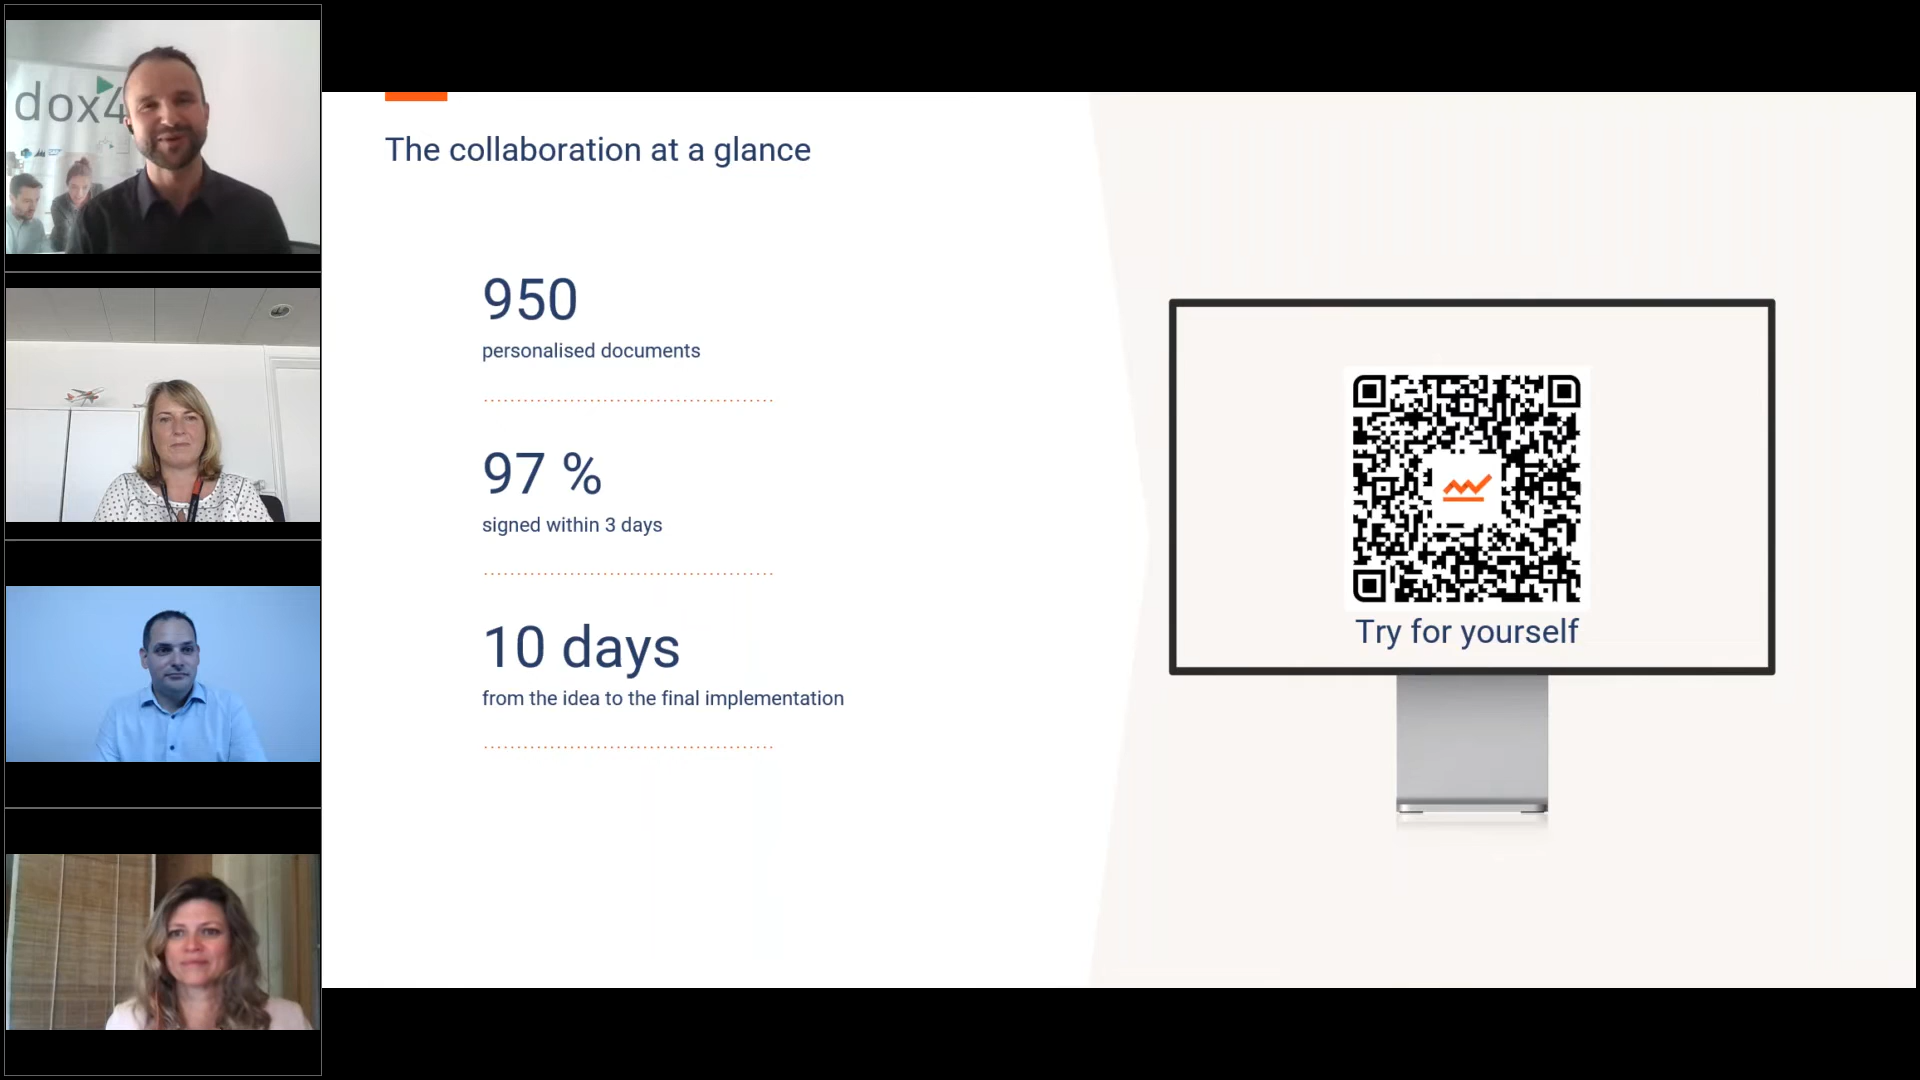 dox4
SAP
The collaboration at a glance
950
personalised documents
97 %
signed within 3 days
10 days
from the idea to the final implementation
Try for yourself